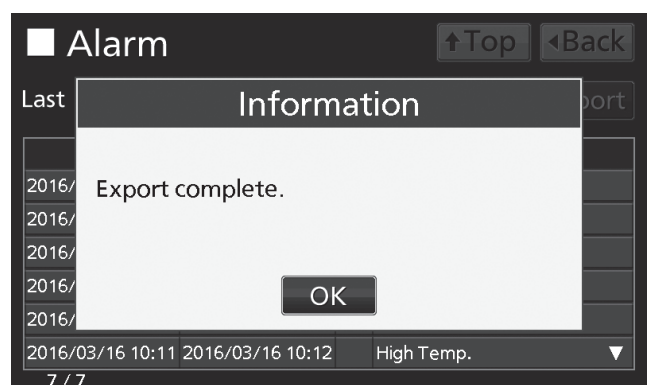 Alarm
↑Top
◂Back
Last
port
Information
2016/
Export complete.
2016/
2016/
2016/
OK
2016/
2016/03/16 10:11 2016/03/16 10:12 High Temp. ▼
7 / 7